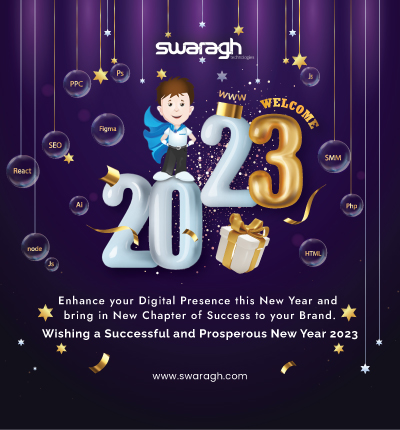 swaragh
technologies
Ps
Js
PPC
www
WELCOME
Figma
SEO
SMM
React
2023
Ai
Php
node
Js
HTML
Enhance your Digital Presence this New Year and
bring in New Chapter of Success to your Brand.
Wishing a Successful and Prosperous New Year 2023
www.swaragh.com